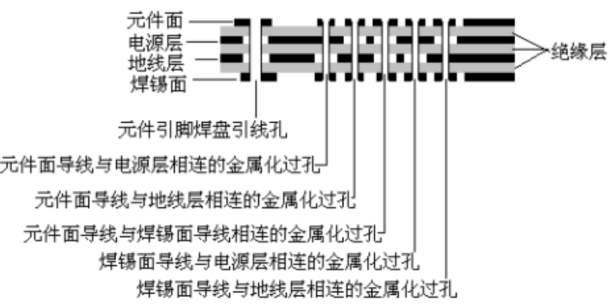 元件面
电源层
地线层
焊锡面
绝缘层
元件引脚焊盘引线孔
元件面导线与电源层相连的金属化过孔
元件面导线与地线层相连的金属化过孔
元件面导线与焊锡面导线相连的金属化过孔
焊锡面导线与电源层相连的金属化过孔
焊锡面导线与地线层相连的金属化过孔